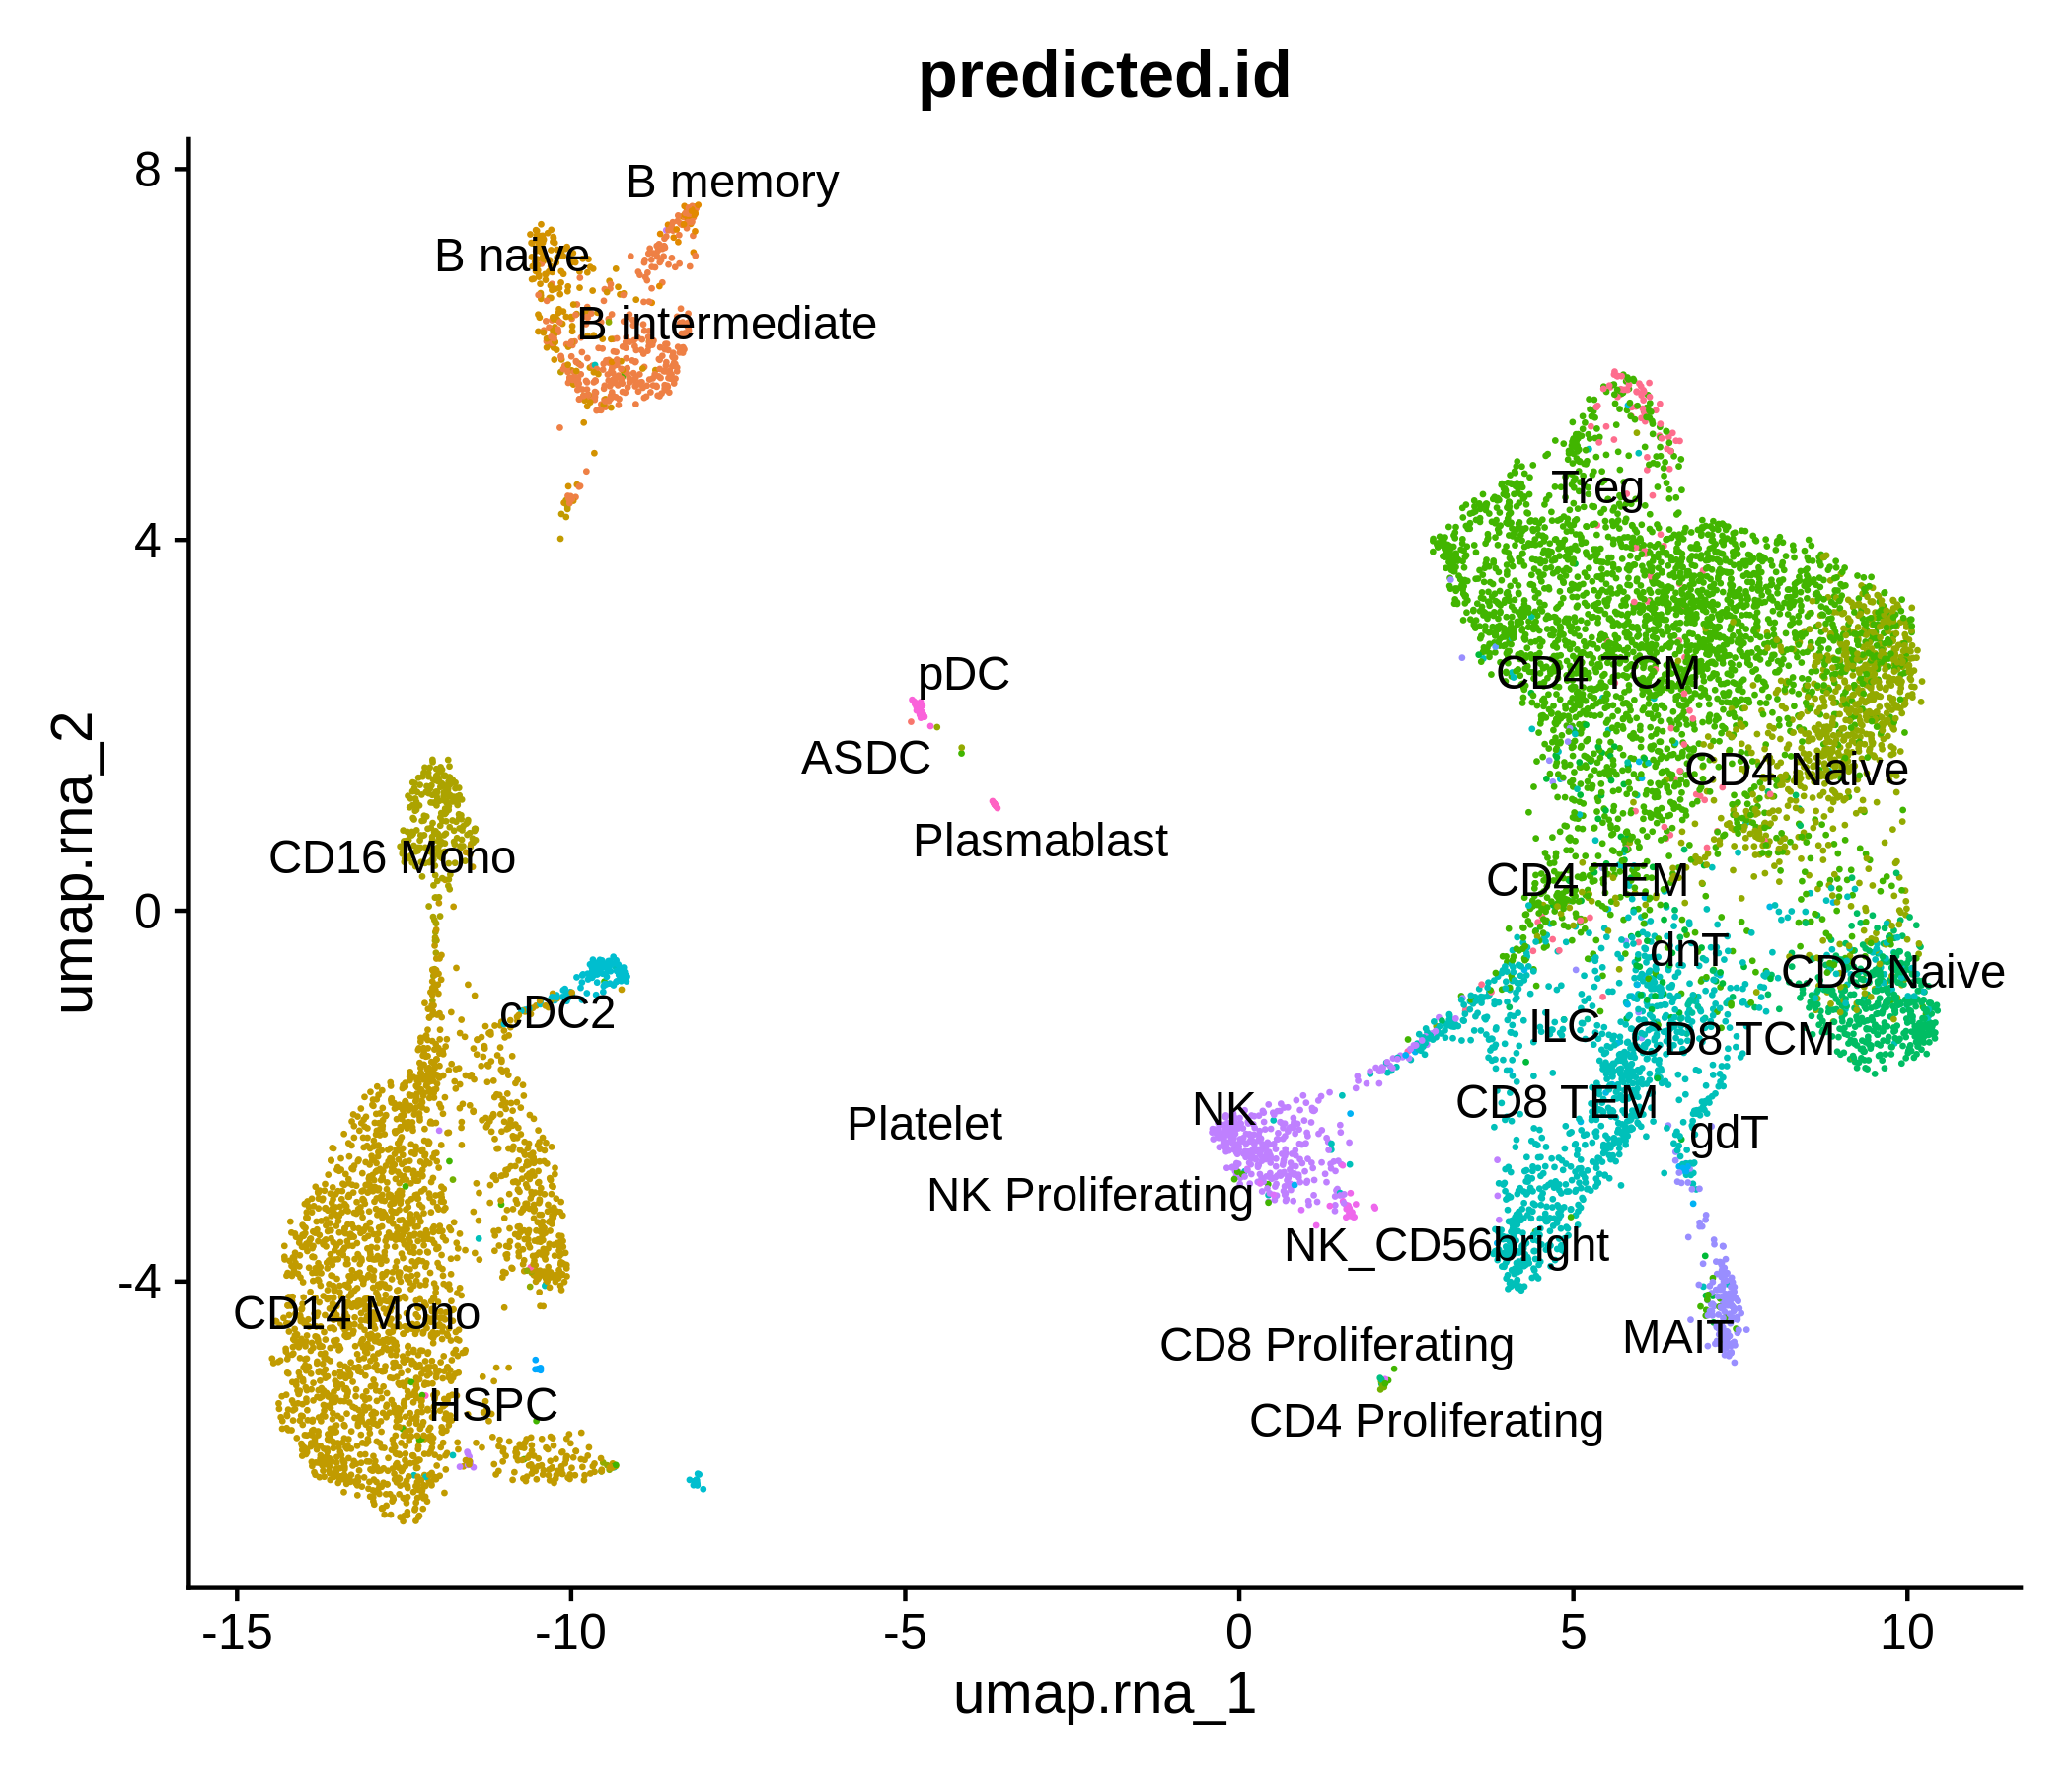 predicted.id
8
B memory
B naive
B intermediate
Treg
4
pDC
CD4 TCM
ASDC
CD4 Naive
Plasmablast
CD16 Mono
CD4 TEM
0
dnT
CD8 Naive
cDC2
ILC
CD8 TCM
CD8 TEM
NK
Platelet
gdT
NK Proliferating
NK_CD56bright
-4
CD14 Mono
MAIT
CD8 Proliferating
HSPC
CD4 Proliferating
-15
-10
-5
0
5
10
umap.rna_1
umap.rna_2